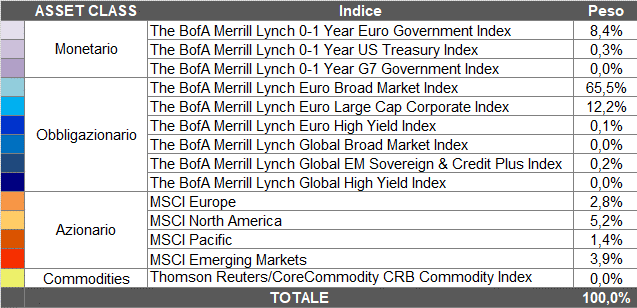 ASSET CLASS Indice Peso
Monetario
The BofA Merrill Lynch 0-1 Year Euro Government Index 8,4%
The BofA Merrill Lynch 0-1 Year US Treasury Index 0,3%
The BofA Merrill Lynch 0-1 Year G7 Government Index 0,0%
Obbligazionario
The BofA Merrill Lynch Euro Broad Market Index 65,5%
The BofA Merrill Lynch Euro Large Cap Corporate Index 12,2%
The BofA Merrill Lynch Euro High Yield Index 0,1%
The BofA Merrill Lynch Global Broad Market Index 0,0%
The BofA Merrill Lynch Global EM Sovereign & Credit Plus Index 0,2%
The BofA Merrill Lynch Global High Yield Index 0,0%
Azionario
MSCI Europe 2,8%
MSCI North America 5,2%
MSCI Pacific 1,4%
MSCI Emerging Markets 3,9%
Commodities Thomson Reuters/CoreCommodity CRB Commodity Index 0,0%
TOTALE 100,0%